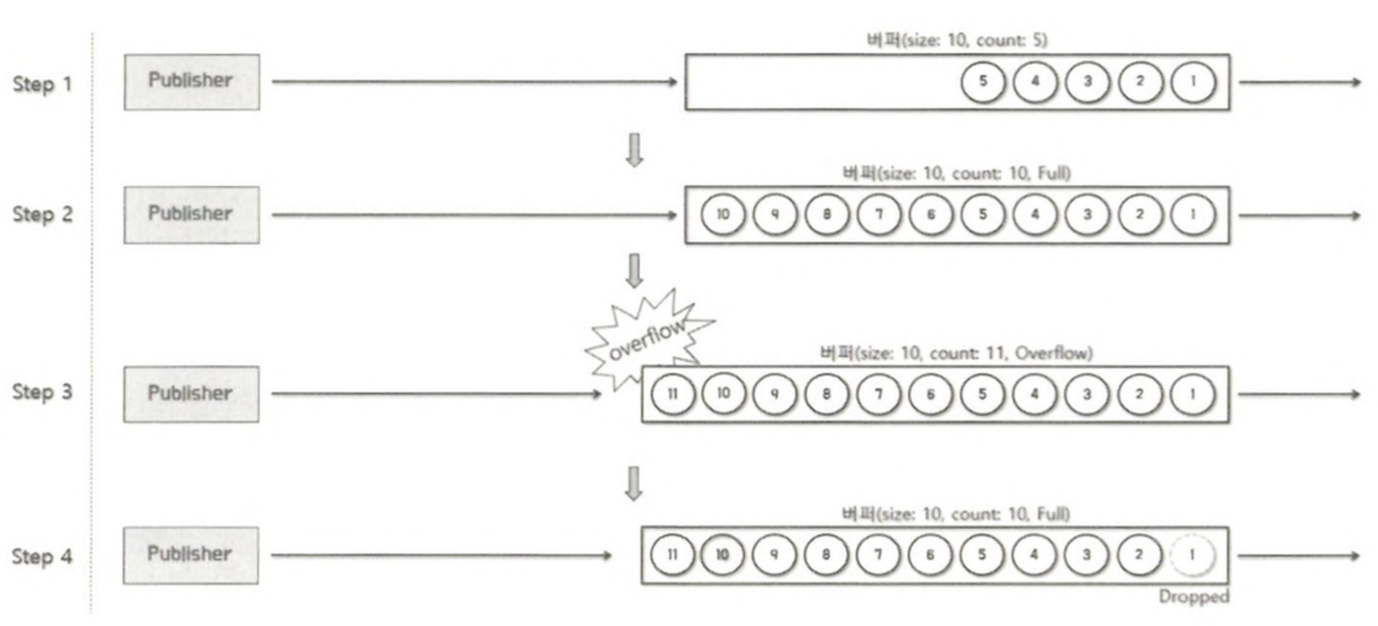 버퍼(size: 10, count: 5)
Step 1
Publisher
5 4 3 2 1
버퍼(size: 10, count: 10, Full)
Step 2
Publisher
10 9 8 7 6 5 4 3 2 1
overflow
버퍼(size: 10, count: 11, Overflow)
Step 3
Publisher
11 10 9 8 7 6 5 4 3 2 1
버퍼(size: 10, count: 10, Full)
Step 4
Publisher
11 10 9 8 7 6 5 4 3 2 1
Dropped